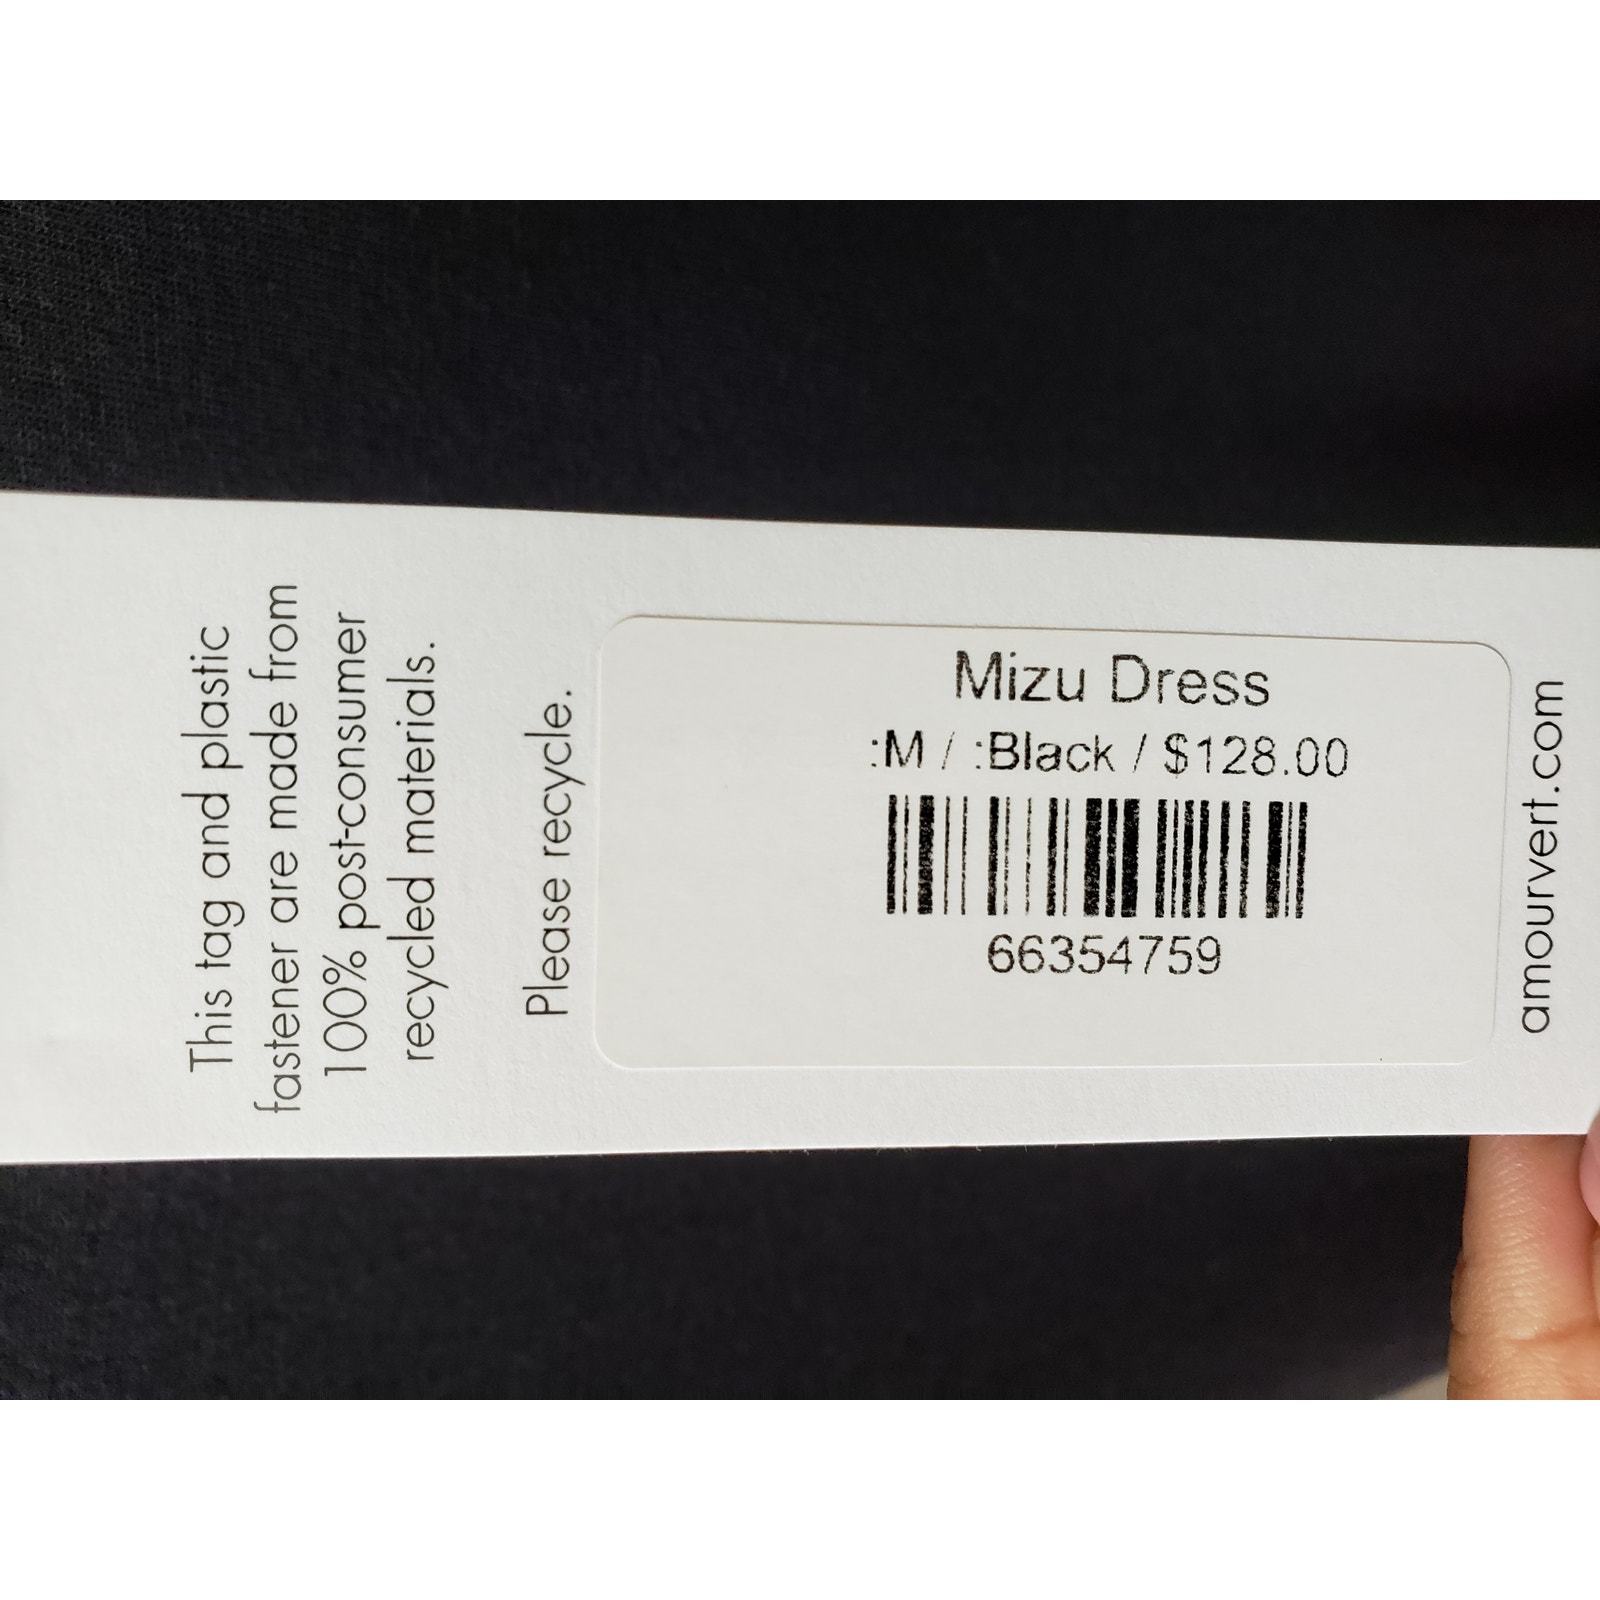 This tag and plastic
fastener are made from
100% post-consumer
recycled materials.
Please recycle.
Mizu Dress
:M / :Black / $128.00
66354759
amourvert.com